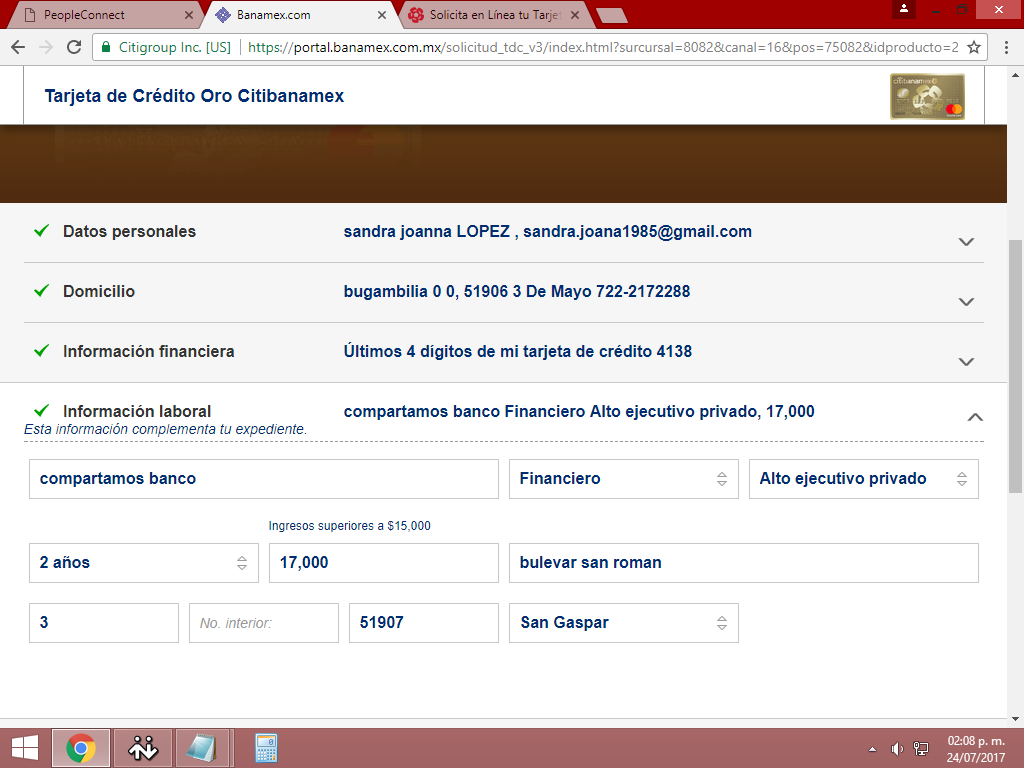 PeopleConnect
Banamex.com
Solicita en Línea tu Tarjet
Citigroup Inc. [US]
https://portal.banamex.com.mx/solicitud_tdc_v3/index.html?surcursal=8082&canal=16&pos=75082&idproducto=2
Tarjeta de Crédito Oro Citibanamex
citibanamex
Datos personales
sandra joanna LOPEZ , sandra.joana1985@gmail.com
Domicilio
bugambilia 0 0, 51906 3 De Mayo 722-2172288
Información financiera
Últimos 4 dígitos de mi tarjeta de crédito 4138
Información laboral
compartamos banco Financiero Alto ejecutivo privado, 17,000
Esta información complementa tu expediente.
compartamos banco
Financiero
Alto ejecutivo privado
Ingresos superiores a $15,000
2 años
17,000
bulevar san roman
3
No. interior:
51907
San Gaspar
02:08 p. m.
24/07/2017